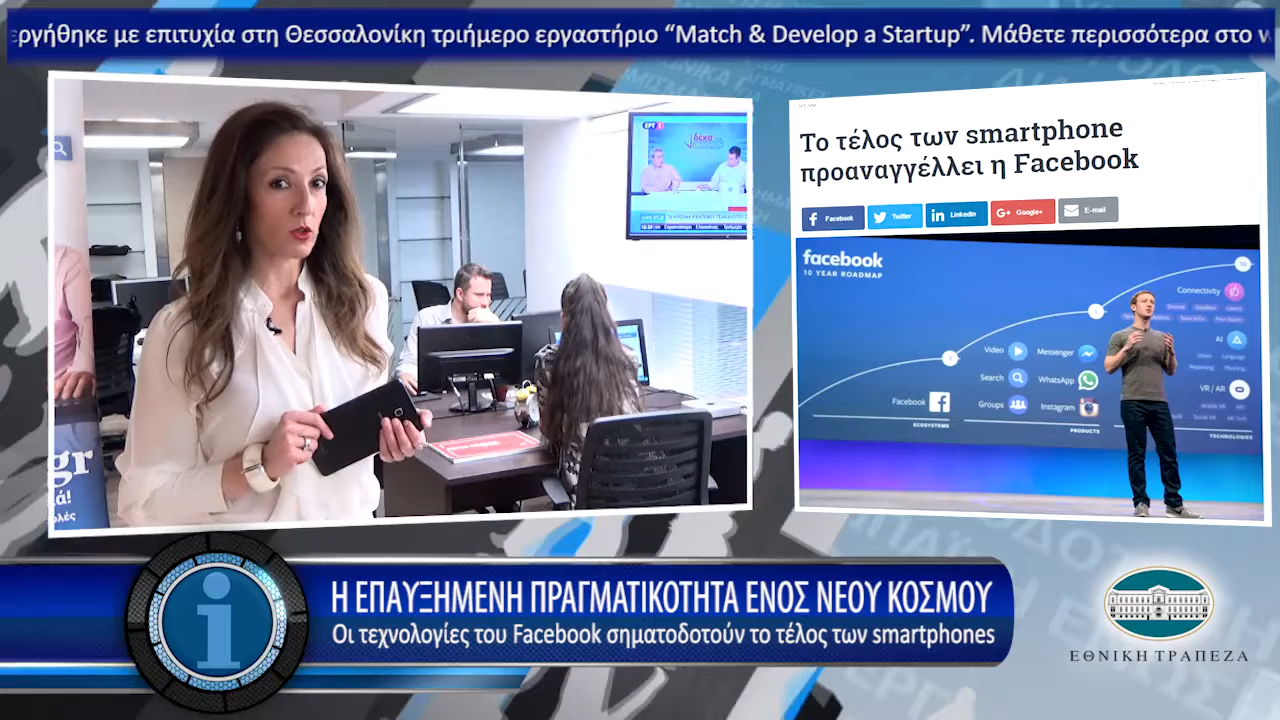 εργήθηκε με επιτυχία στη Θεσσαλονίκη τριήμερο εργαστήριο “Match & Develop a Startup”. Μάθετε περισσότερα στο w
ΕΡΤ
δέκα
gr
ά!
Το τέλος των smartphone
προαναγγέλλει η Facebook
Facebook
Twitter
Linkedin
Google+
E-mail
facebook
10 YEAR ROADMAP
Connectivity
AI
Video
Messenger
Search
WhatsApp
VR / AR
Facebook
Groups
Instagram
ECOSYSTEMS
PRODUCTS
TECHNOLOGIES
Η ΕΠΑΥΞΗΜΕΝΗ ΠΡΑΓΜΑΤΙΚΟΤΗΤΑ ΕΝΟΣ ΝΕΟΥ ΚΟΣΜΟΥ
Οι τεχνολογίες του Facebook σηματοδοτούν το τέλος των smartphones
ΕΘΝΙΚΗ ΤΡΑΠΕΖΑ